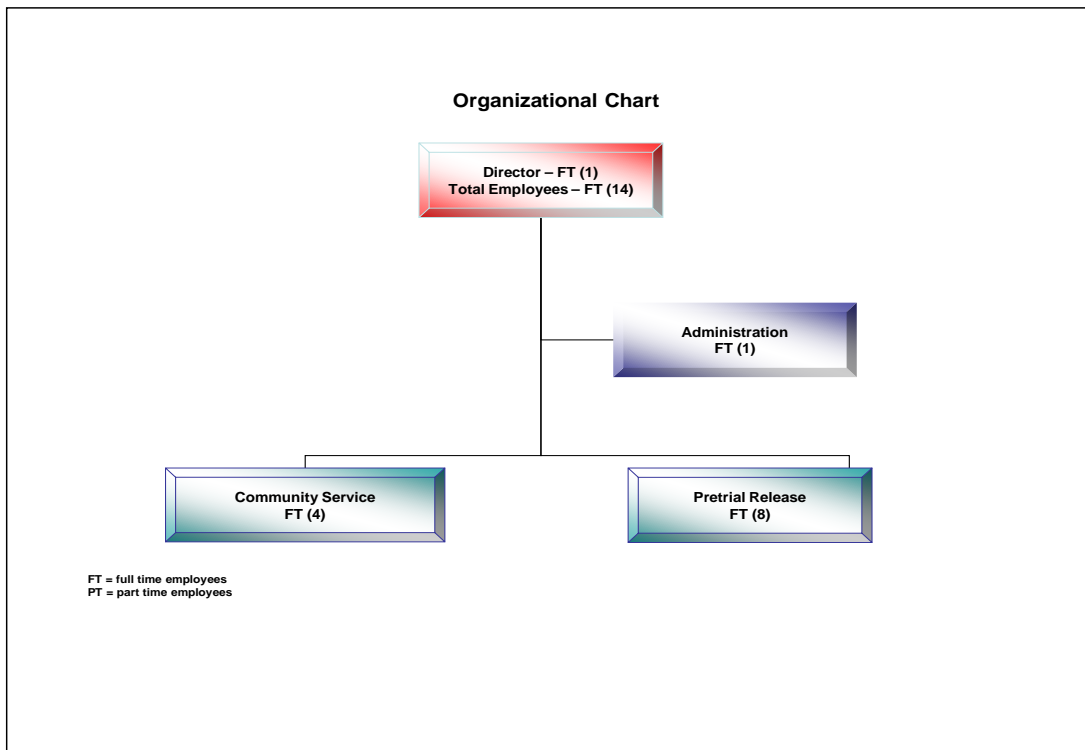 Organizational Chart
Director – FT (1)
Total Employees – FT (14)
Administration
FT (1)
Community Service
FT (4)
Pretrial Release
FT (8)
FT = full time employees
PT = part time employees